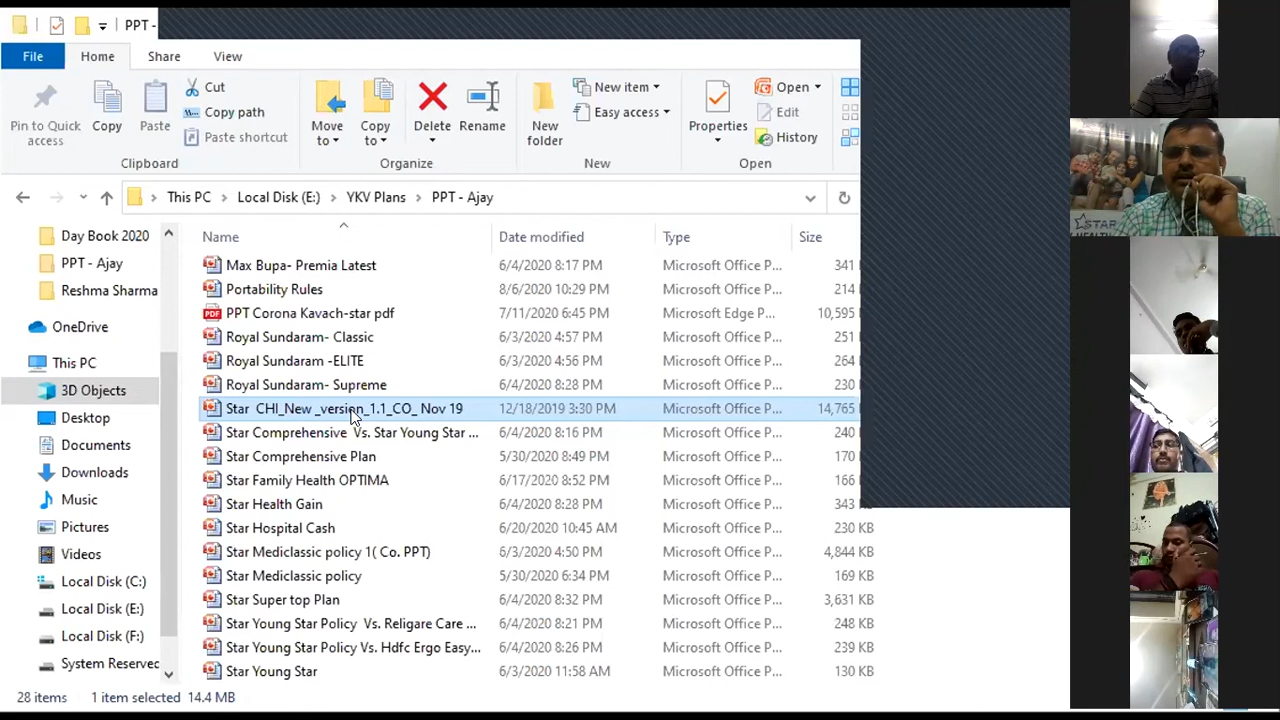 PPT -
File Home Share View
Pin to Quick access
Copy
Paste
Cut
Copy path
Paste shortcut
Clipboard
Move to
Copy to
Delete
Rename
Organize
New folder
New item
Easy access
New
Properties
Open
Edit
History
Open
This PC Local Disk (E:) YKV Plans PPT - Ajay
Name Date modified Type Size
Day Book 2020
PPT - Ajay
Reshma Sharma
OneDrive
This PC
3D Objects
Desktop
Documents
Downloads
Music
Pictures
Videos
Local Disk (C:)
Local Disk (E:)
Local Disk (F:)
System Reserved
Max Bupa- Premia Latest 6/4/2020 8:17 PM Microsoft Office P... 341
Portability Rules 8/6/2020 10:29 PM Microsoft Office P... 214
PDF PPT Corona Kavach-star pdf 7/11/2020 6:45 PM Microsoft Edge P... 10,595
Royal Sundaram- Classic 6/3/2020 4:57 PM Microsoft Office P... 251
Royal Sundaram -ELITE 6/3/2020 4:56 PM Microsoft Office P... 264
Royal Sundaram- Supreme 6/4/2020 8:28 PM Microsoft Office P... 230
Star CHI_New _version_1.1_CO_ Nov 19 12/18/2019 3:30 PM Microsoft Office P... 14,765
Star Comprehensive Vs. Star Young Star ... 6/4/2020 8:16 PM Microsoft Office P... 240
Star Comprehensive Plan 5/30/2020 8:49 PM Microsoft Office P... 170
Star Family Health OPTIMA 6/17/2020 8:52 PM Microsoft Office P... 166
Star Health Gain 6/4/2020 8:28 PM Microsoft Office P... 343
Star Hospital Cash 6/20/2020 10:45 AM Microsoft Office P... 230 KB
Star Mediclassic policy 1( Co. PPT) 6/3/2020 4:50 PM Microsoft Office P... 4,844 KB
Star Mediclassic policy 5/30/2020 6:34 PM Microsoft Office P... 169 KB
Star Super top Plan 6/4/2020 8:32 PM Microsoft Office P... 3,631 KB
Star Young Star Policy Vs. Religare Care ... 6/4/2020 8:21 PM Microsoft Office P... 248 KB
Star Young Star Policy Vs. Hdfc Ergo Easy... 6/4/2020 8:26 PM Microsoft Office P... 239 KB
Star Young Star 6/3/2020 11:58 AM Microsoft Office P... 130 KB
28 items 1 item selected 14.4 MB
STAR